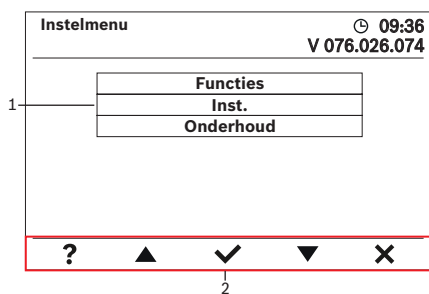 Instelmenu 09:36
V 076.026.074
Functies
1 Inst.
Onderhoud
?
2